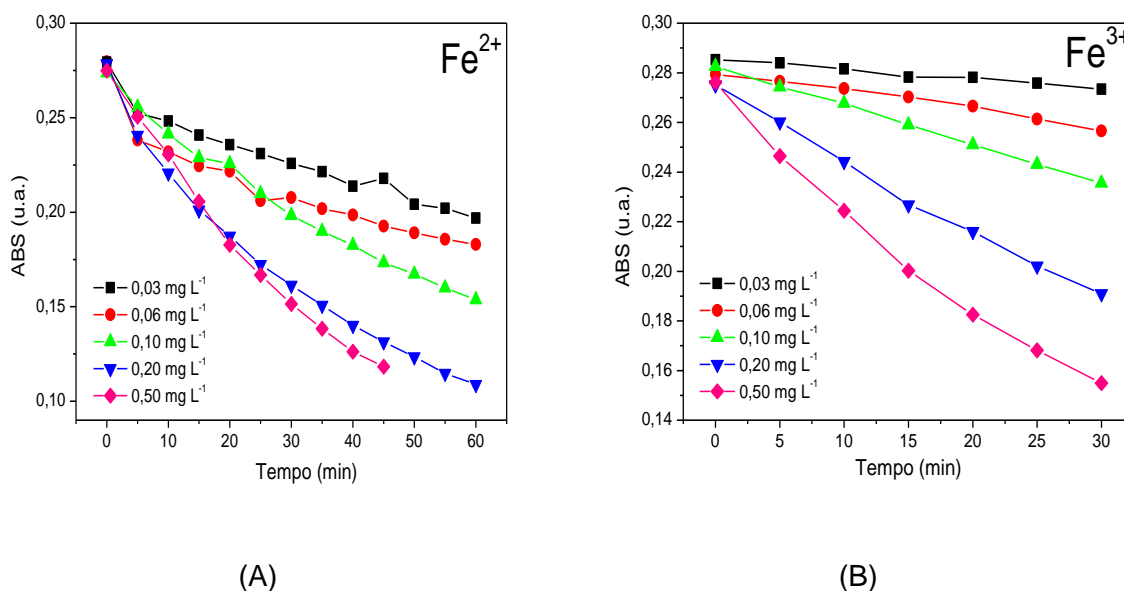 Fe²⁺
0,30
0,25
0,20
0,15
0,10
ABS (u.a.)
0,03 mg L⁻¹
0,06 mg L⁻¹
0,10 mg L⁻¹
0,20 mg L⁻¹
0,50 mg L⁻¹
0 10 20 30 40 50 60
Tempo (min)
(A)
Fe³⁺
0,30
0,28
0,26
0,24
0,22
0,20
0,18
0,16
0,14
ABS (u.a.)
0,03 mg L⁻¹
0,06 mg L⁻¹
0,10 mg L⁻¹
0,20 mg L⁻¹
0,50 mg L⁻¹
0 5 10 15 20 25 30
Tempo (min)
(B)